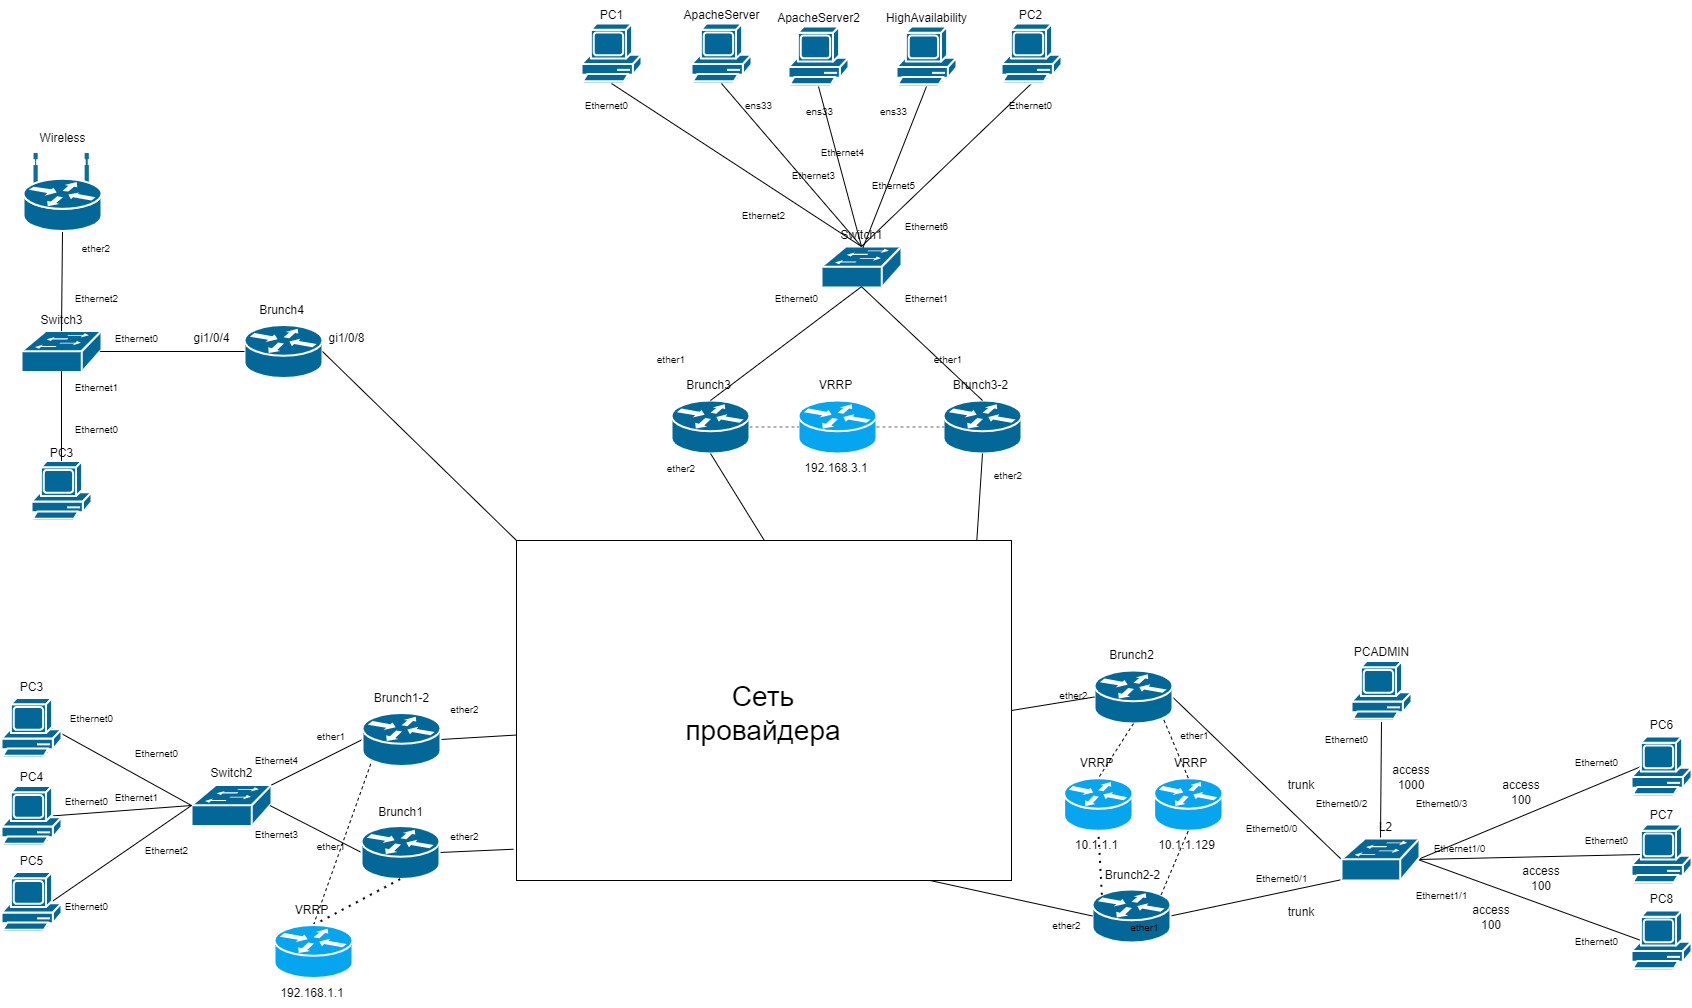 PC1
ApacheServer
ApacheServer2
HighAvailability
PC2
Ethernet0
ens33
ens33
ens33
Ethernet0
Ethernet4
Ethernet3
Ethernet5
Ethernet2
Ethernet6
Switch1
Ethernet0
Ethernet1
ether1
ether1
Brunch3
VRRP
Brunch3-2
192.168.3.1
ether2
ether2
Wireless
ether2
Ethernet2
Switch3
Ethernet0
gi1/0/4
Brunch4
gi1/0/8
Ethernet1
Ethernet0
PC3
Сеть
провайдера
PC3
Ethernet0
Ethernet0
PC4
Ethernet0
Ethernet1
PC5
Ethernet0
Ethernet2
Switch2
Ethernet4
Ethernet3
ether1
Brunch1-2
ether2
ether1
Brunch1
ether2
VRRP
192.168.1.1
Brunch2
ether2
ether1
VRRP
VRRP
10.1.1.1
10.1.1.129
Brunch2-2
ether2
ether1
trunk
Ethernet0/0
Ethernet0/1
trunk
PCADMIN
Ethernet0
access
1000
Ethernet0/2
Ethernet0/3
L2
Ethernet1/0
Ethernet1/1
access
100
Ethernet0
PC6
access
100
Ethernet0
PC7
access
100
Ethernet0
PC8